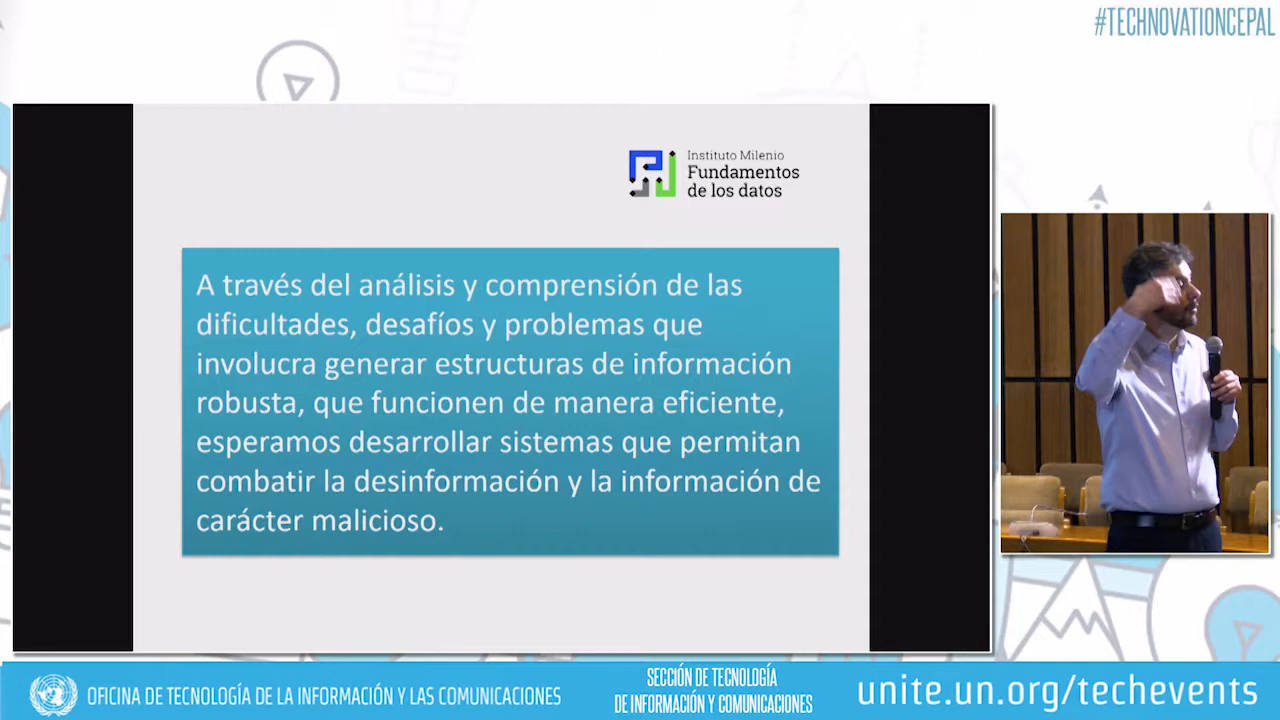 #TECHNOVATIONCEPAL
Instituto Milenio
Fundamentos
de los datos
A través del análisis y comprensión de las
dificultades, desafíos y problemas que
involucra generar estructuras de información
robusta, que funcionen de manera eficiente,
esperamos desarrollar sistemas que permitan
combatir la desinformación y la información de
carácter malicioso.
OFICINA DE TECNOLOGÍA DE LA INFORMACIÓN Y LAS COMUNICACIONES
SECCIÓN DE TECNOLOGÍA
DE INFORMACIÓN Y COMUNICACIONES
unite.un.org/techevents